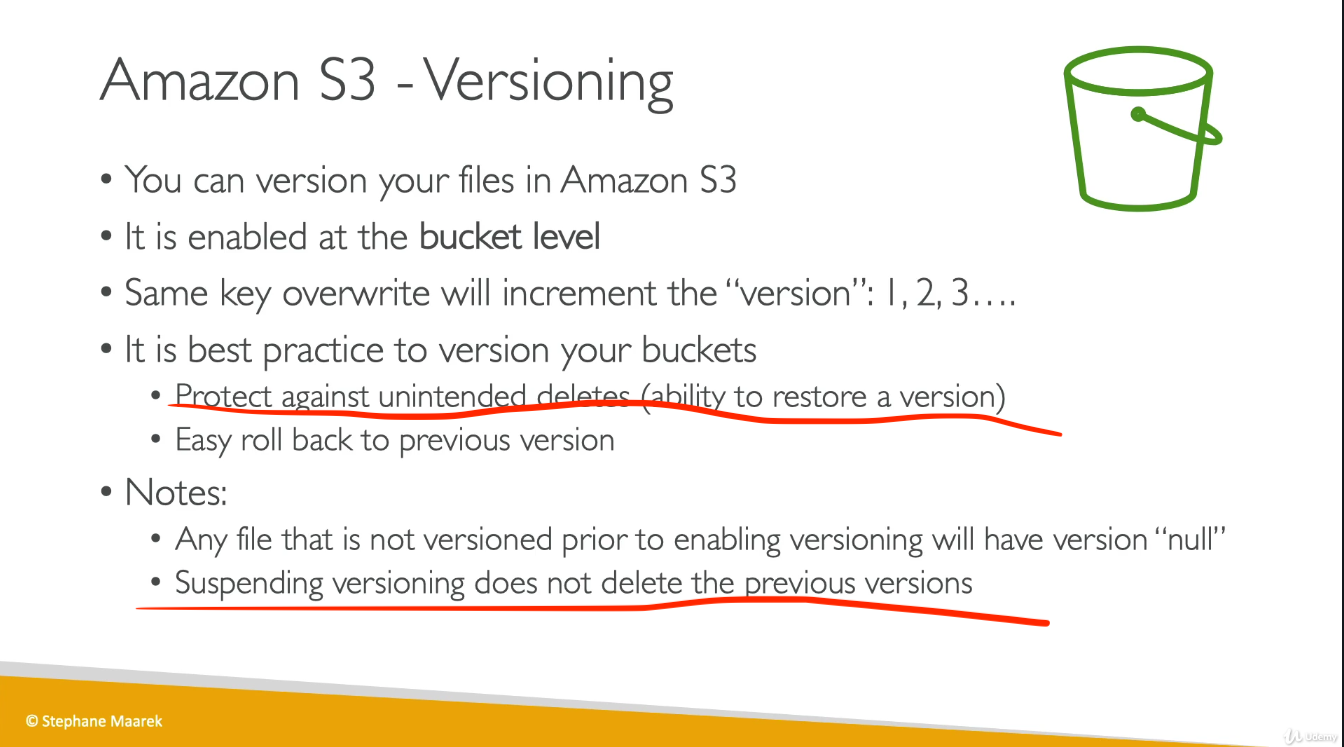 Amazon S3 - Versioning
• You can version your files in Amazon S3
• It is enabled at the bucket level
• Same key overwrite will increment the “version”: 1, 2, 3….
• It is best practice to version your buckets
• Protect against unintended deletes (ability to restore a version)
• Easy roll back to previous version
• Notes:
• Any file that is not versioned prior to enabling versioning will have version “null”
• Suspending versioning does not delete the previous versions
© Stephane Maarek
Udemy